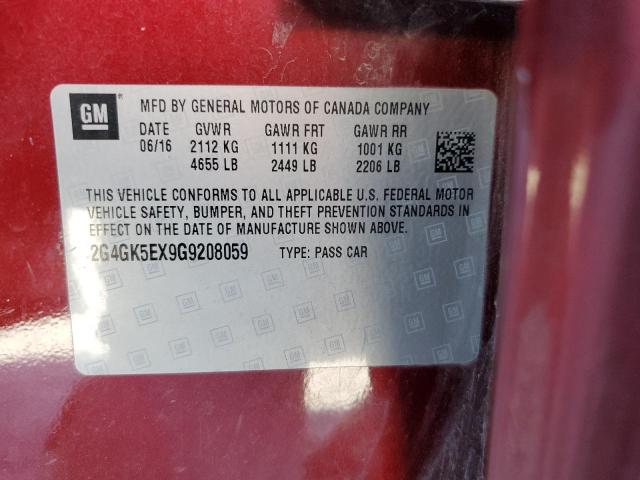 GM MFD BY GENERAL MOTORS OF CANADA COMPANY
DATE GVWR GAWR FRT GAWR RR
06/16 2112 KG 1111 KG 1001 KG
4655 LB 2449 LB 2206 LB
THIS VEHICLE CONFORMS TO ALL APPLICABLE U.S. FEDERAL MOTOR
VEHICLE SAFETY, BUMPER, AND THEFT PREVENTION STANDARDS IN
EFFECT ON THE DATE OF MANUFACTURE SHOWN ABOVE.
2G4GK5EX9G9208059 TYPE: PASS CAR